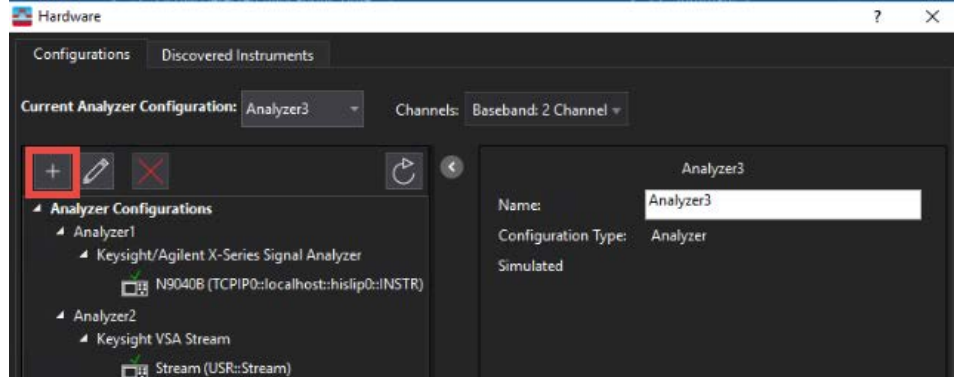 Hardware
? ×
Configurations Discovered Instruments
Current Analyzer Configuration: Analyzer3 Channels: Baseband: 2 Channel
+
Analyzer Configurations
Analyzer1
Keysight/Agilent X-Series Signal Analyzer
N9040B (TCPIP0::localhost::hislip0::INSTR)
Analyzer2
Keysight VSA Stream
Stream (USR::Stream)
Analyzer3
Name: Analyzer3
Configuration Type: Analyzer
Simulated